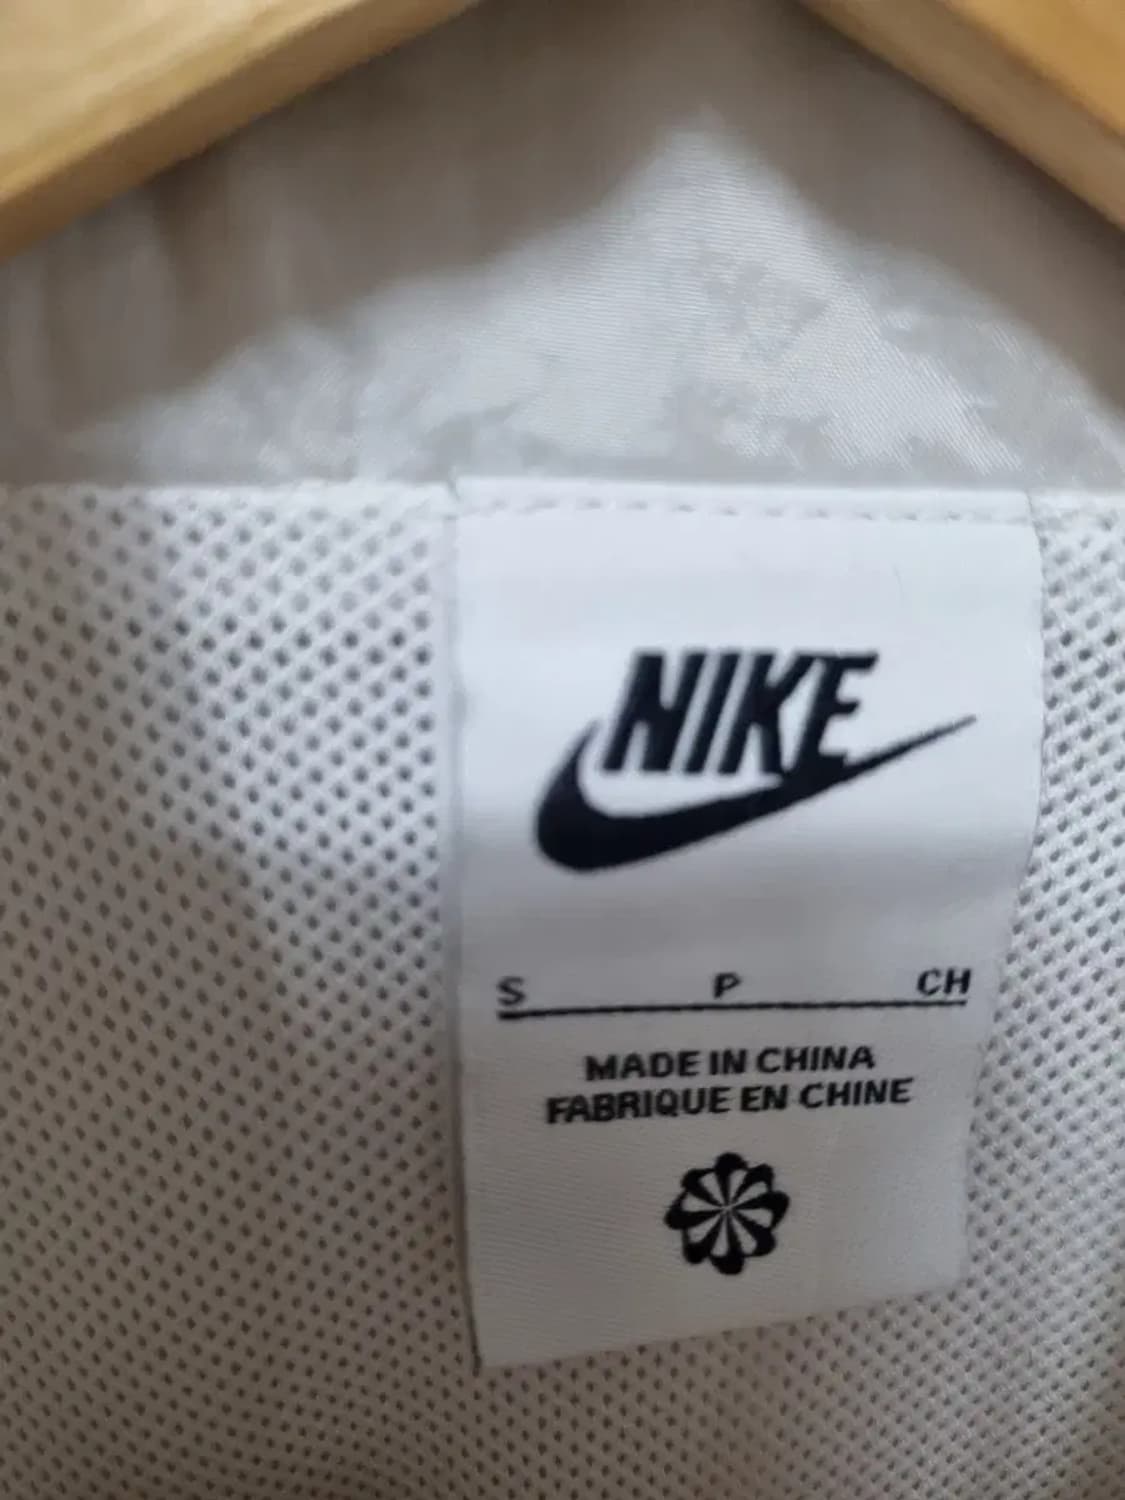 NIKE
S P CH
MADE IN CHINA
FABRIQUE EN CHINE